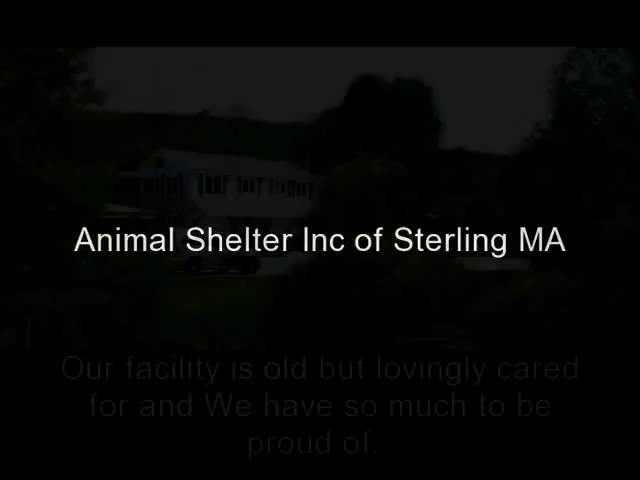 Animal Shelter Inc of Sterling MA
Our facility is old but lovingly cared
for and We have so much to be
proud of..